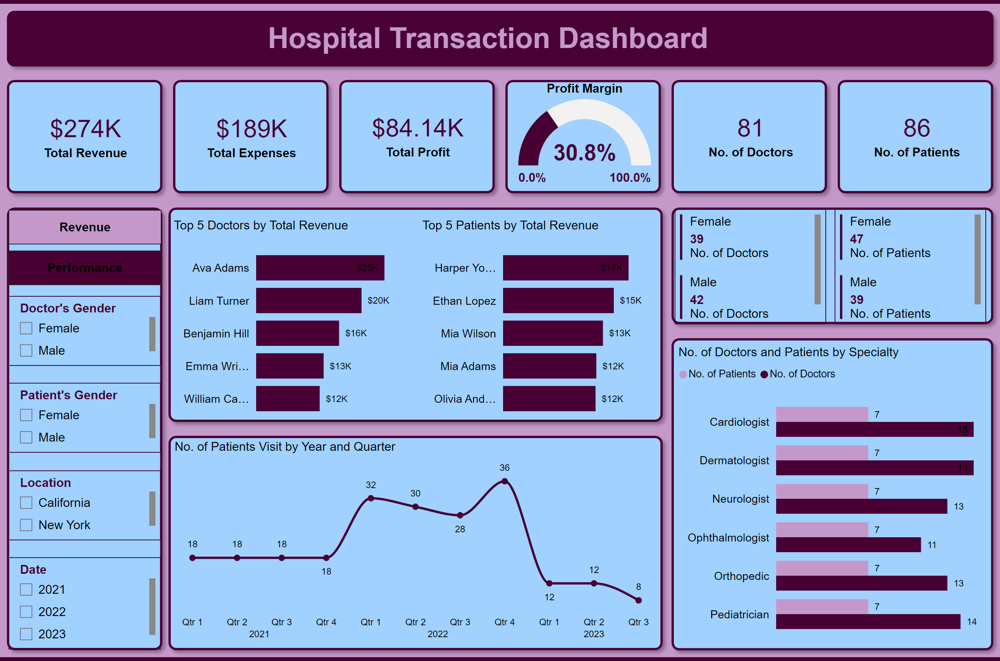 Hospital Transaction Dashboard
$274K
Total Revenue
$189K
Total Expenses
$84.14K
Total Profit
Profit Margin
30.8%
0.0%
100.0%
81
No. of Doctors
86
No. of Patients
Revenue
Performance
Doctor's Gender
Female
Male
Patient's Gender
Female
Male
Location
California
New York
Date
2021
2022
2023
Top 5 Doctors by Total Revenue
Ava Adams $25K
Liam Turner $20K
Benjamin Hill $16K
Emma Wri… $13K
William Ca… $12K
Top 5 Patients by Total Revenue
Harper Yo… $17K
Ethan Lopez $15K
Mia Wilson $13K
Mia Adams $12K
Olivia And… $12K
No. of Patients Visit by Year and Quarter
18 18 18 18 32 30 28 36 12 12 8
Qtr 1 Qtr 2 Qtr 3 Qtr 4 Qtr 1 Qtr 2 Qtr 3 Qtr 4 Qtr 1 Qtr 2 Qtr 3
2021 2022 2023
Female
39
No. of Doctors
Male
42
No. of Doctors
Female
47
No. of Patients
Male
39
No. of Patients
No. of Doctors and Patients by Specialty
No. of Patients No. of Doctors
Cardiologist 7 15
Dermatologist 7 15
Neurologist 7 13
Ophthalmologist 7 11
Orthopedic 7 13
Pediatrician 7 14